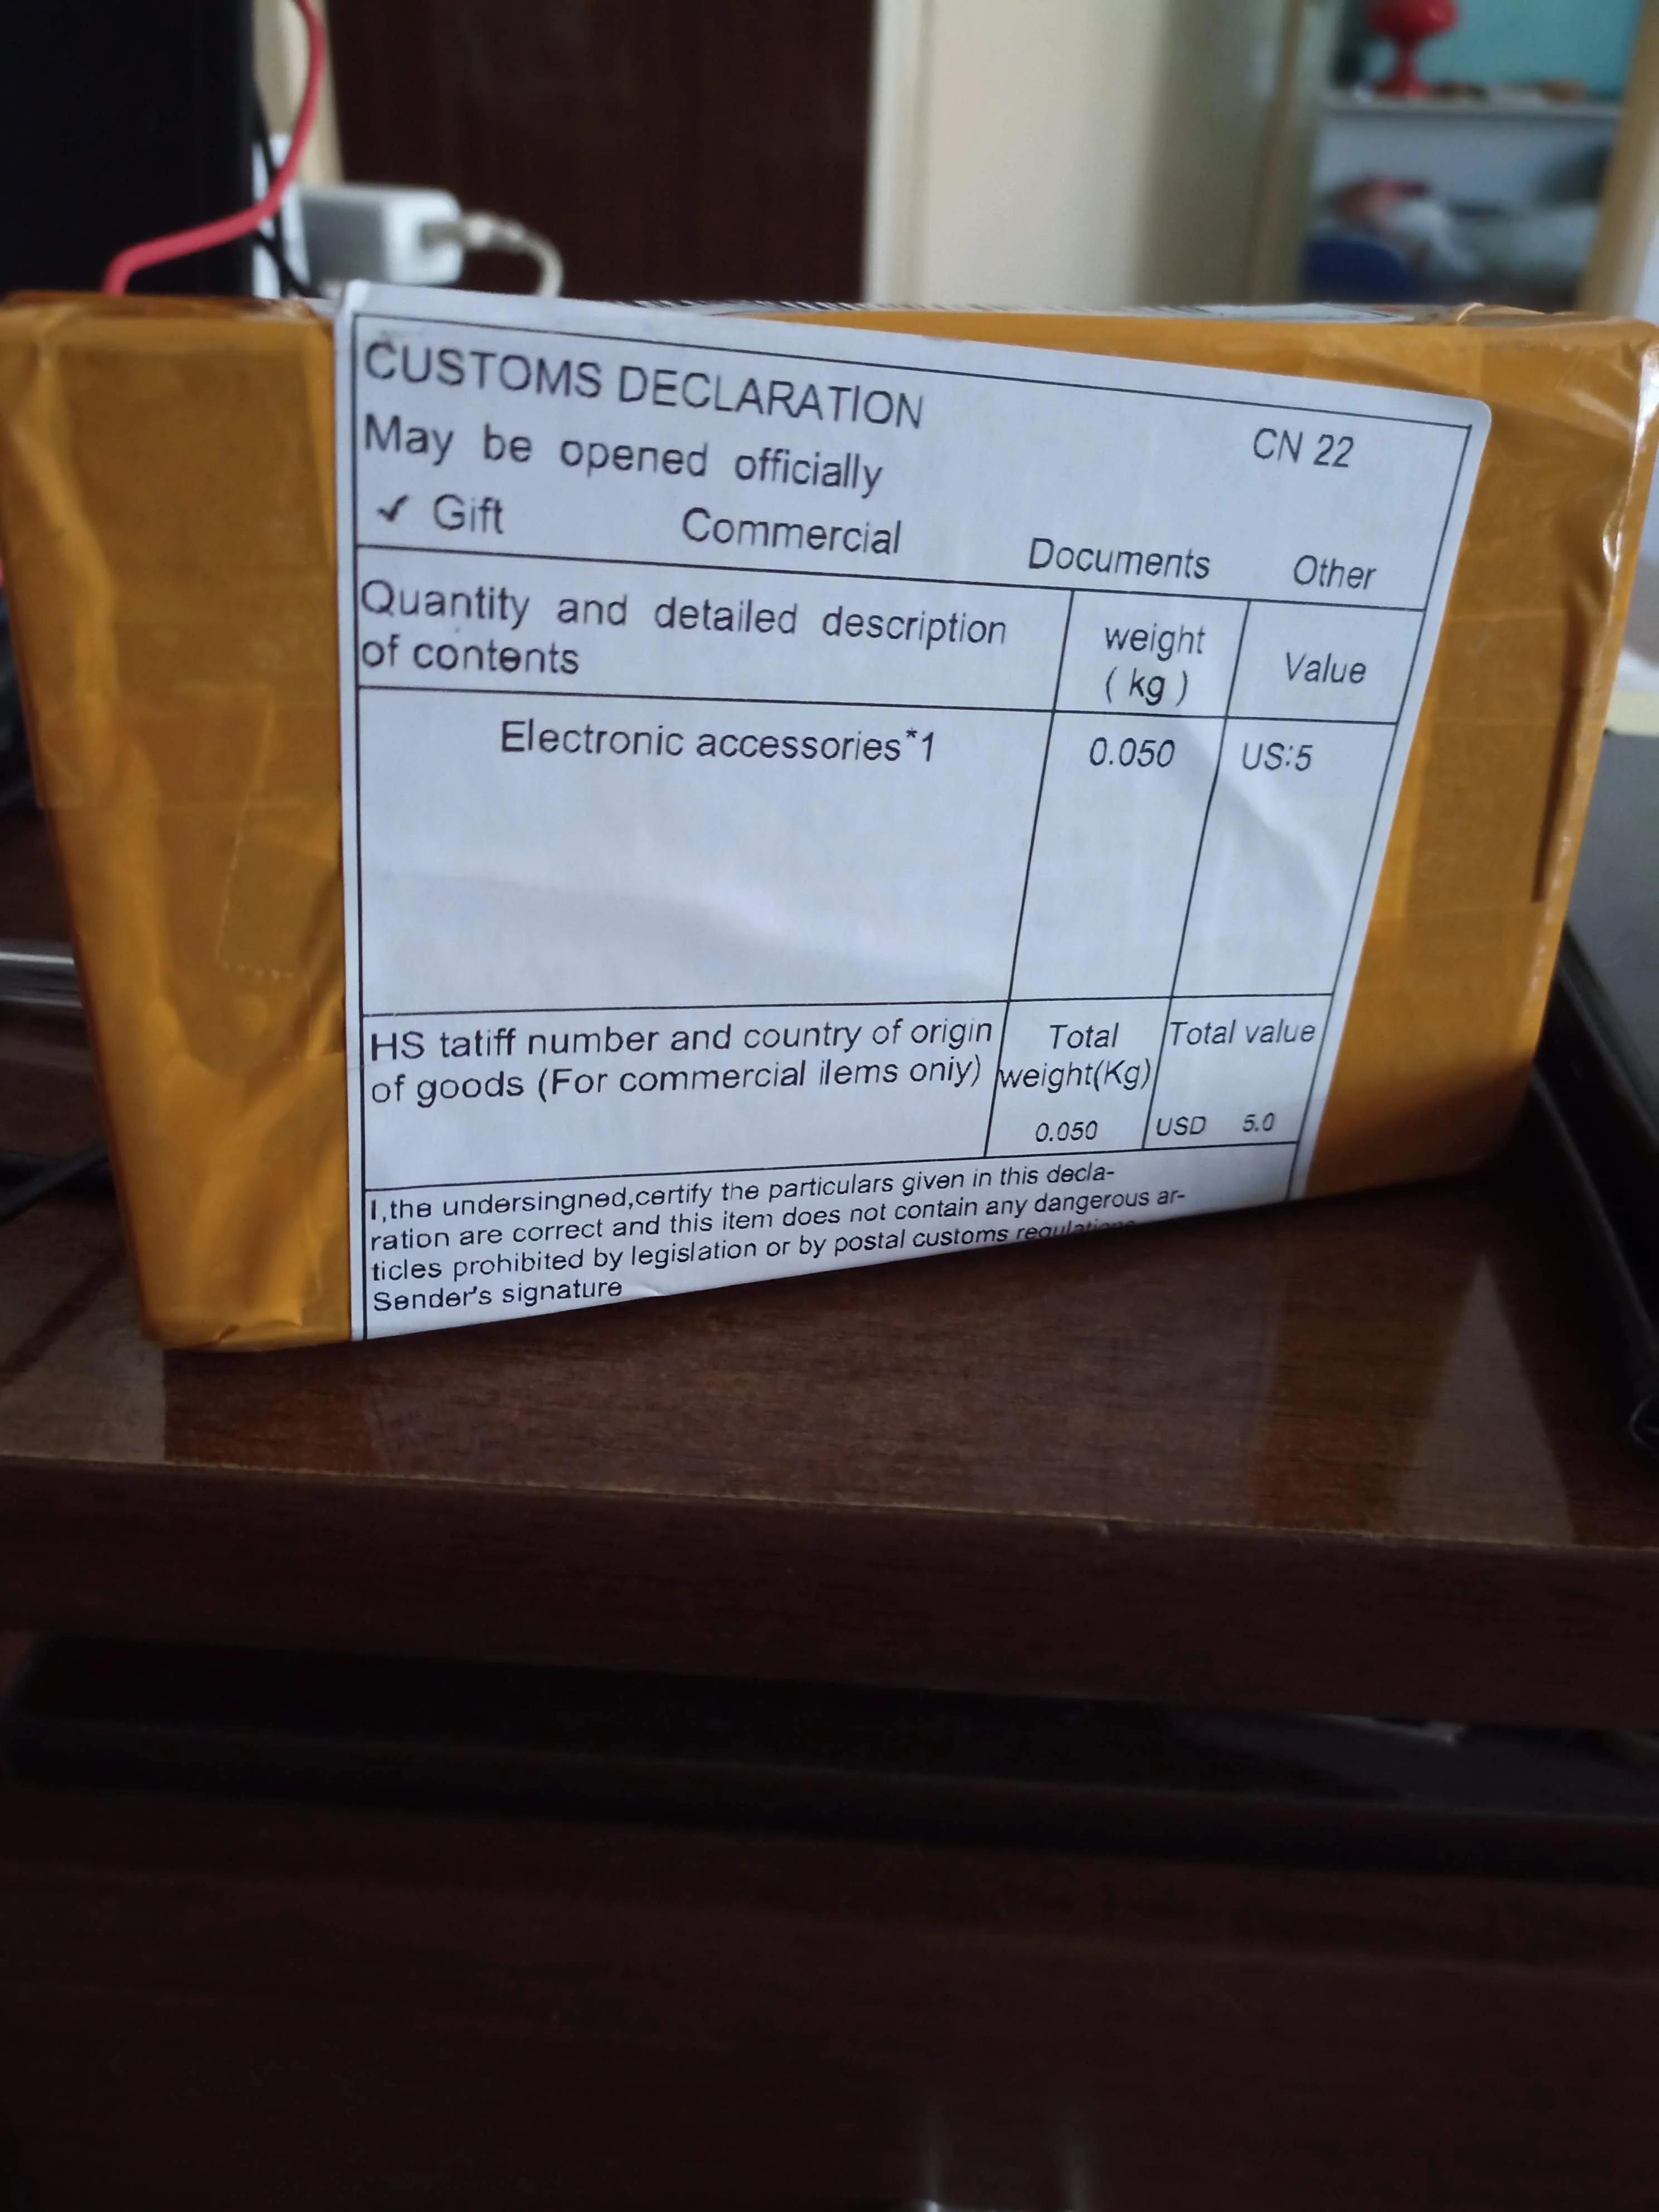 CUSTOMS DECLARATION
CN 22
May be opened officially
✓ Gift Commercial Documents Other
Quantity and detailed description
of contents
weight
( kg )
Value
Electronic accessories*1 0.050 US:5
HS tatiff number and country of origin
of goods (For commercial ilems oniy)
Total
weight(Kg)
0.050
Total value
USD 5.0
I,the undersingned,certify the particulars given in this decla-
ration are correct and this item does not contain any dangerous ar-
ticles prohibited by legislation or by postal customs regulations
Sender's signature